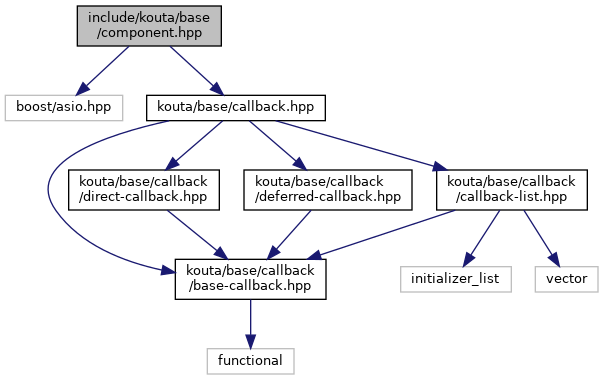 include/kouta/base
/component.hpp
boost/asio.hpp
kouta/base/callback.hpp
kouta/base/callback
/direct-callback.hpp
kouta/base/callback
/deferred-callback.hpp
kouta/base/callback
/callback-list.hpp
kouta/base/callback
/base-callback.hpp
initializer_list
vector
functional